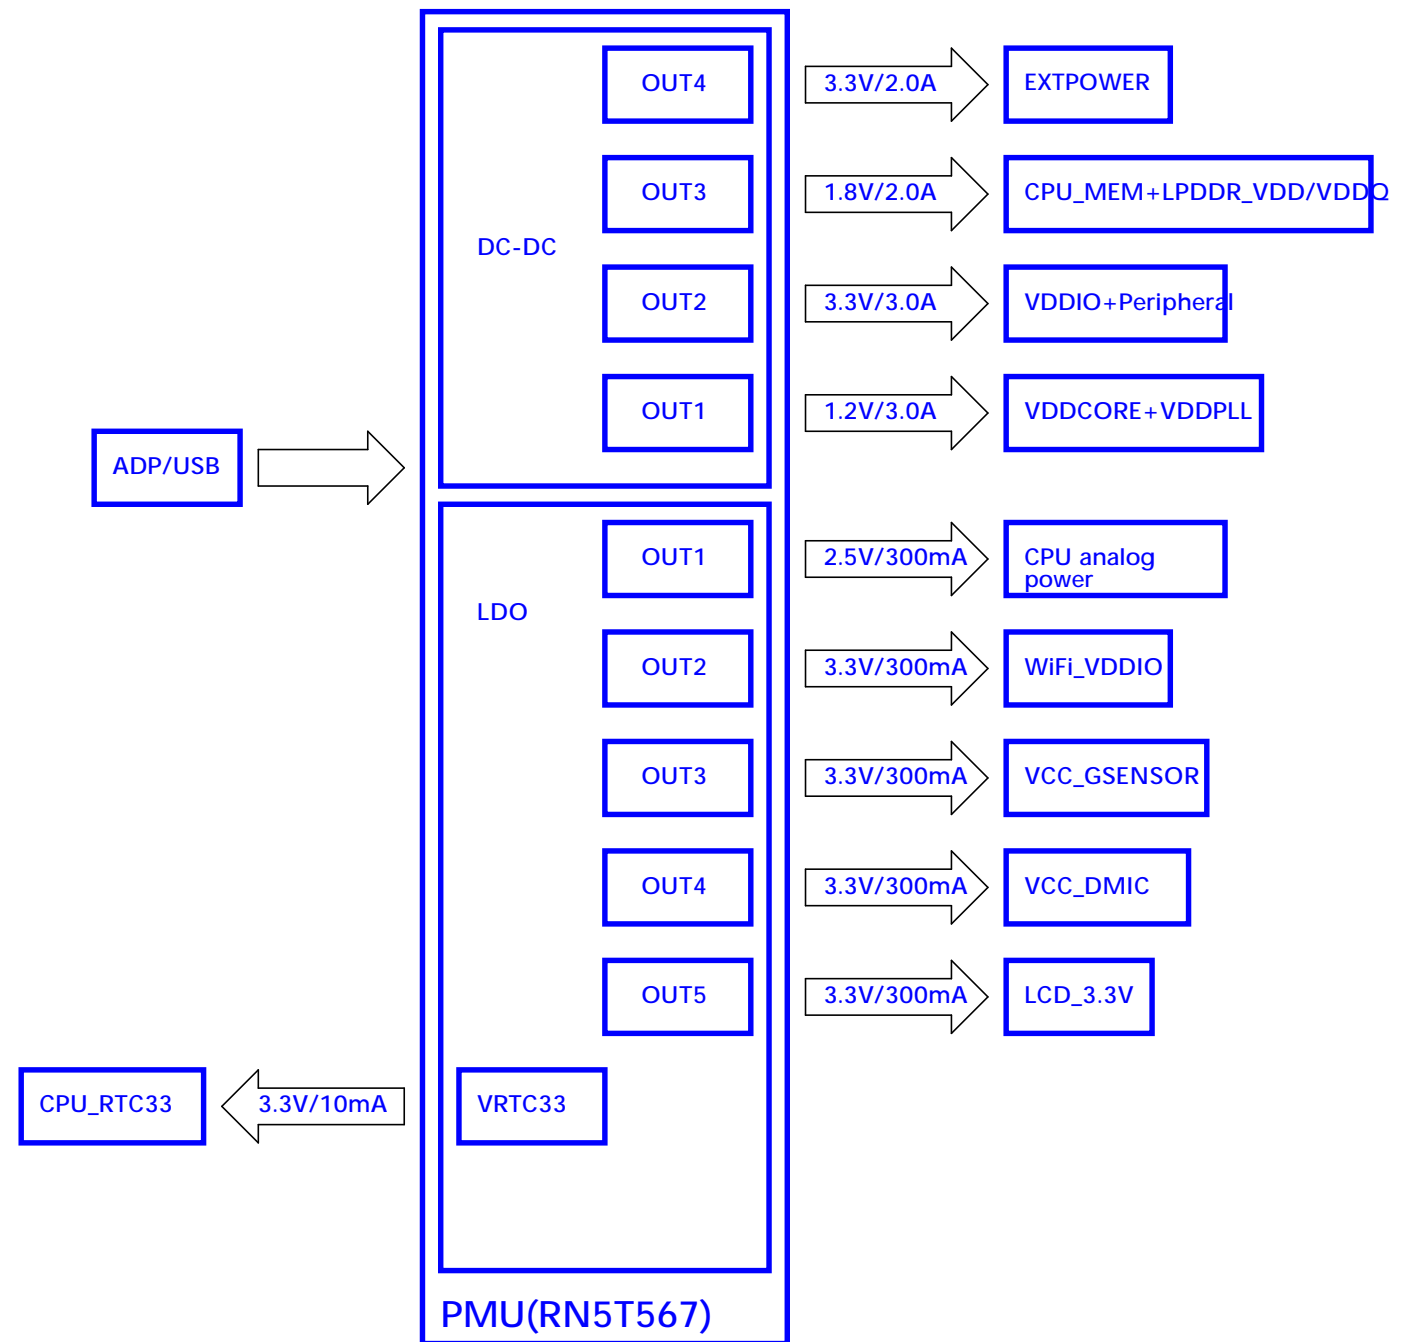 OUT4
3.3V/2.0A
EXTPOWER
OUT3
1.8V/2.0A
CPU_MEM+LPDDR_VDD/VDDQ
DC-DC
OUT2
3.3V/3.0A
VDDIO+Peripheral
OUT1
1.2V/3.0A
VDDCORE+VDDPLL
ADP/USB
OUT1
2.5V/300mA
CPU analog
power
LDO
OUT2
3.3V/300mA
WiFi_VDDIO
OUT3
3.3V/300mA
VCC_GSENSOR
OUT4
3.3V/300mA
VCC_DMIC
OUT5
3.3V/300mA
LCD_3.3V
CPU_RTC33
3.3V/10mA
VRTC33
PMU(RN5T567)